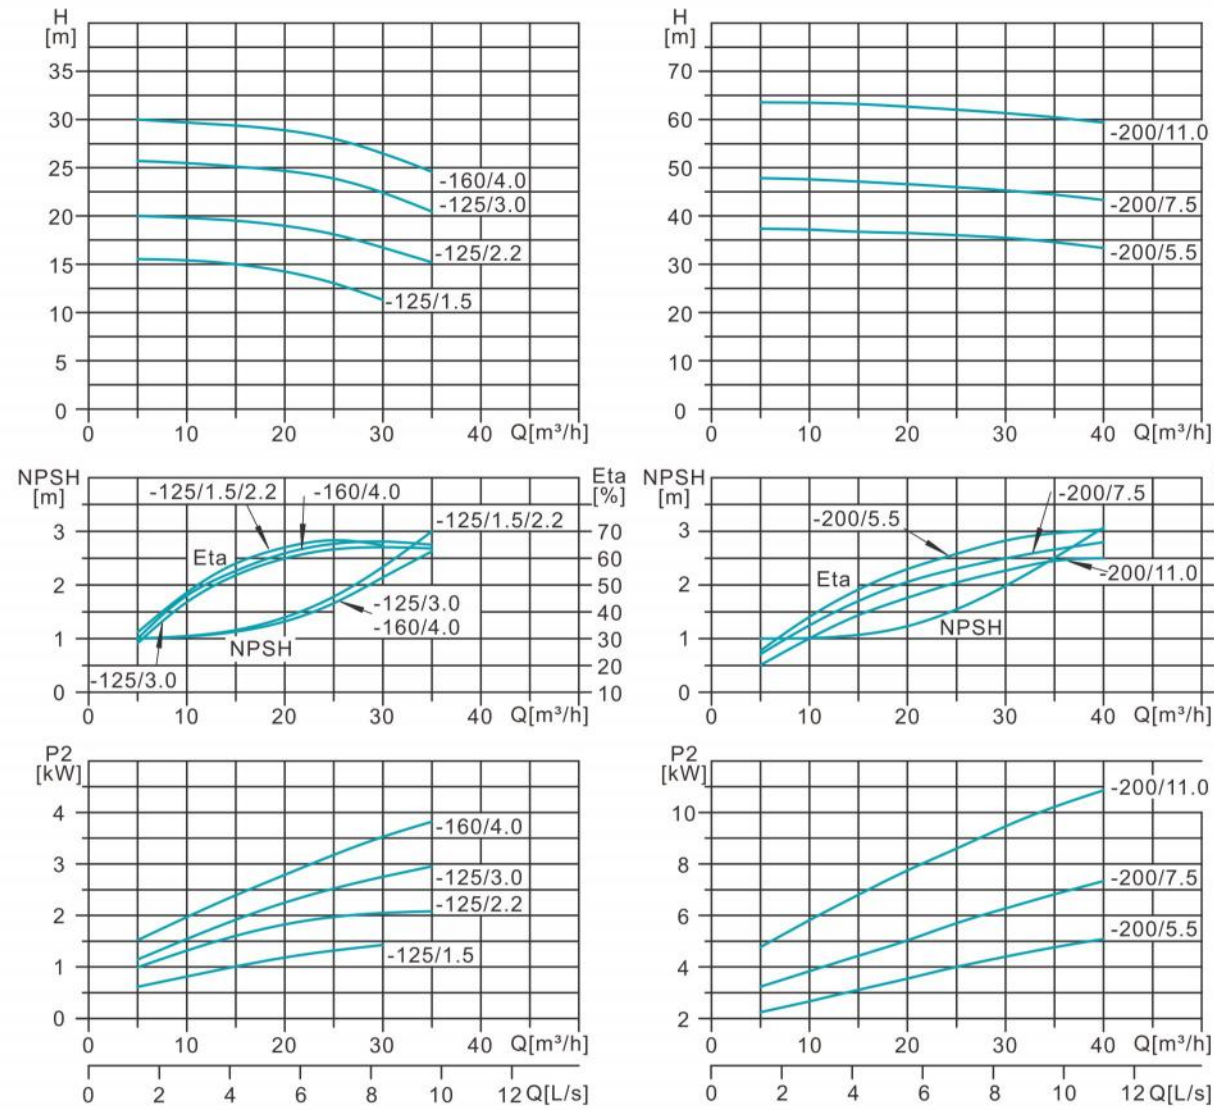 H
[m]
35
30
25
20
15
10
5
0
-160/4.0
-125/3.0
-125/2.2
-125/1.5
0 10 20 30 40 Q[m³/h]
H
[m]
70
60
50
40
30
20
10
0
-200/11.0
-200/7.5
-200/5.5
0 10 20 30 40 Q[m³/h]
NPSH
[m]
3
2
1
0
Eta
[%]
70
60
50
40
30
20
10
-125/1.5/2.2
-160/4.0
-125/1.5/2.2
Eta
-125/3.0
-160/4.0
NPSH
-125/3.0
0 10 20 30 40 Q[m³/h]
NPSH
[m]
3
2
1
0
-200/7.5
-200/5.5
Eta
-200/11.0
NPSH
0 10 20 30 40 Q[m³/h]
P2
[kW]
4
3
2
1
0
-160/4.0
-125/3.0
-125/2.2
-125/1.5
0 10 20 30 40 Q[m³/h]
0 2 4 6 8 10 12 Q[L/s]
P2
[kW]
10
8
6
4
2
-200/11.0
-200/7.5
-200/5.5
0 10 20 30 40 Q[m³/h]
0 2 4 6 8 10 12 Q[L/s]